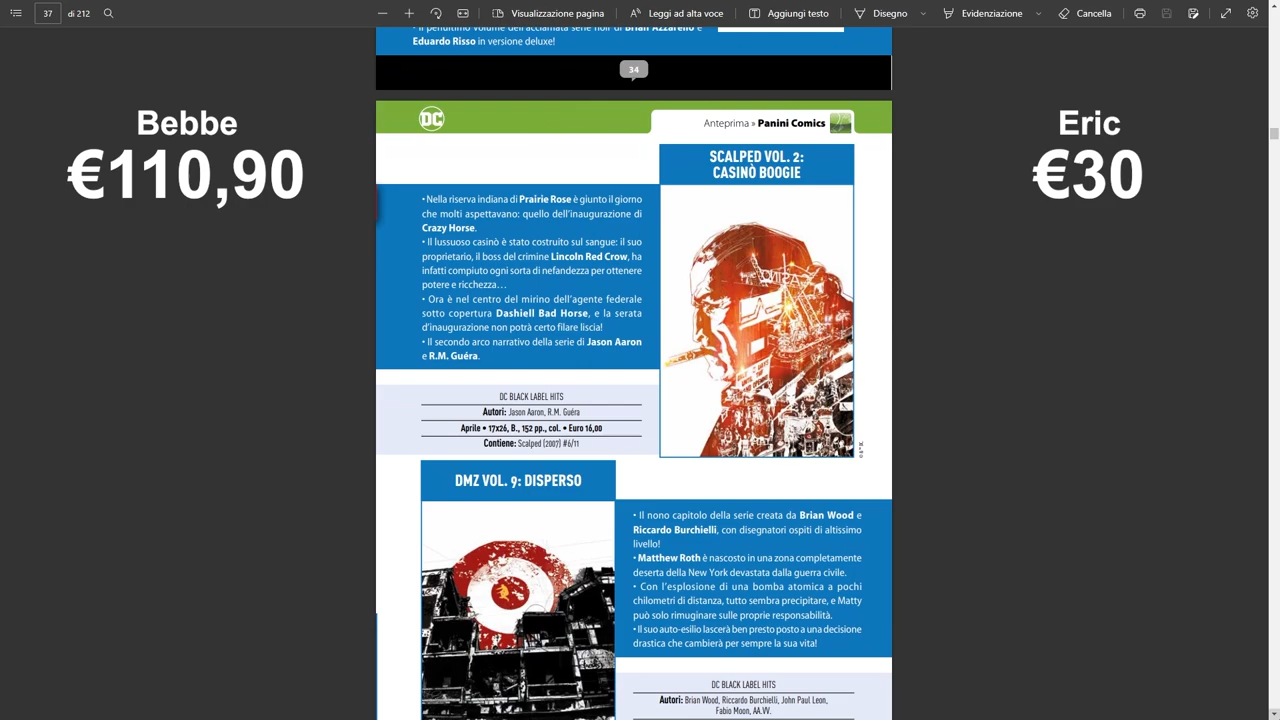 37
di 212
Disegno
Evidenziazione
Cancella
• Il penultimo volume dell'acclamata serie noir di Brian Azzarello e
Eduardo Risso in versione deluxe!
34
Bebbe
€110,90
Eric
€30
DC
Anteprima » Panini Comics
SCALPED VOL. 2:
CASINÒ BOOGIE
• Nella riserva indiana di Prairie Rose è giunto il giorno
che molti aspettavano: quello dell'inaugurazione di
Crazy Horse.
• Il lussuoso casinò è stato costruito sul sangue: il suo
proprietario, il boss del crimine Lincoln Red Crow, ha
infatti compiuto ogni sorta di nefandezza per ottenere
potere e ricchezza…
• Ora è nel centro del mirino dell'agente federale
sotto copertura Dashiell Bad Horse, e la serata
d'inaugurazione non potrà certo filare liscia!
• Il secondo arco narrativo della serie di Jason Aaron
e R.M. Guéra.
DC BLACK LABEL HITS
Autori: Jason Aaron, R.M. Guéra
Aprile • 17x26, B., 152 pp., col. • Euro 16,00
Contiene: Scalped (2007) #6/11
DMZ VOL. 9: DISPERSO
• Il nono capitolo della serie creata da Brian Wood e
Riccardo Burchielli, con disegnatori ospiti di altissimo
livello!
• Matthew Roth è nascosto in una zona completamente
deserta della New York devastata dalla guerra civile.
• Con l'esplosione di una bomba atomica a pochi
chilometri di distanza, tutto sembra precipitare, e Matty
può solo rimuginare sulle proprie responsabilità.
• Il suo auto-esilio lascerà ben presto posto a una decisione
drastica che cambierà per sempre la sua vita!
DC BLACK LABEL HITS
Autori: Brian Wood, Riccardo Burchielli, John Paul Leon,
Fabio Moon, AA.VV.